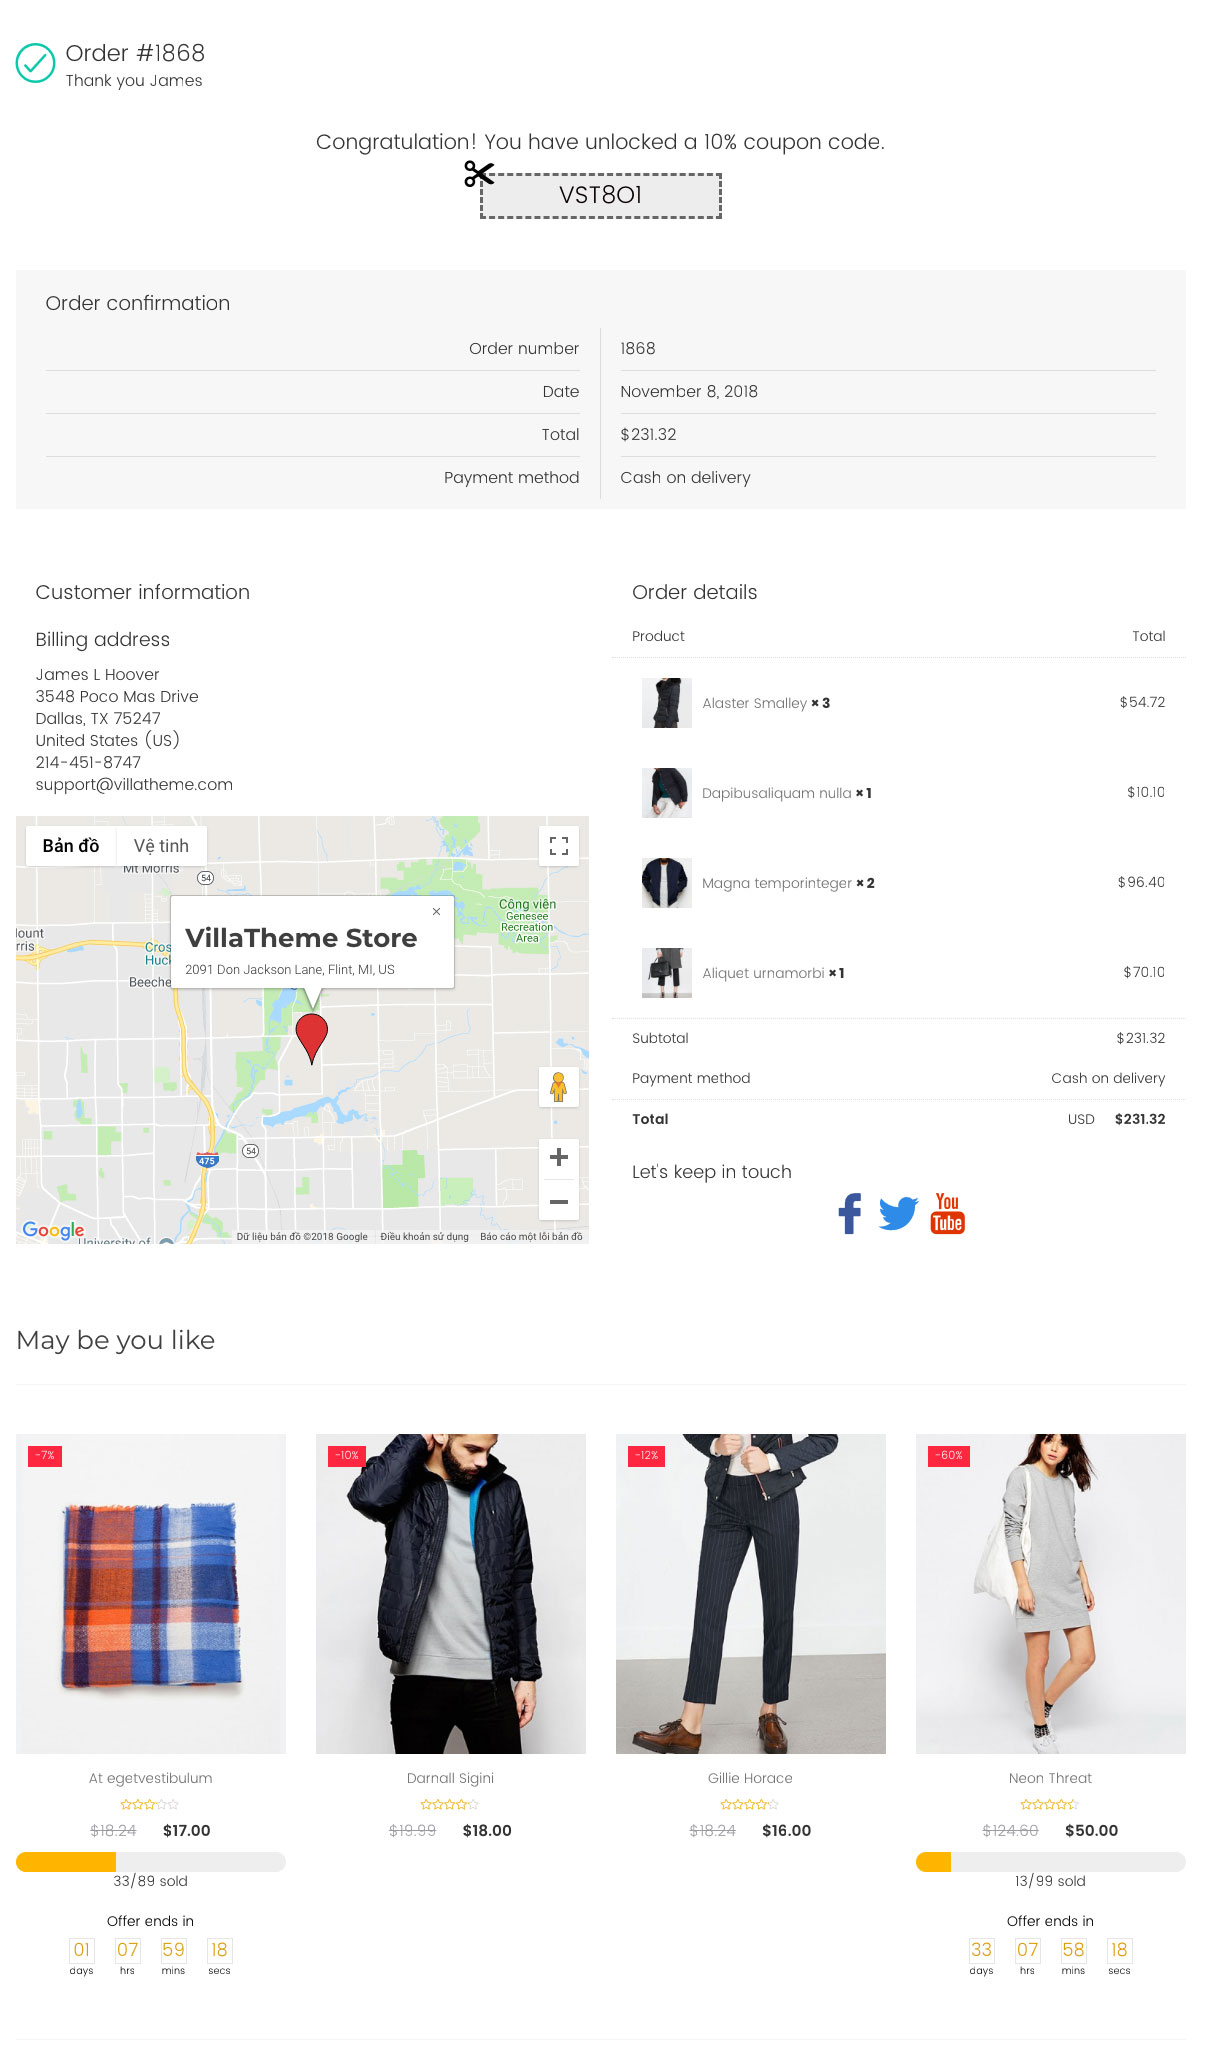 Order #1868
Thank you James
Congratulation! You have unlocked a 10% coupon code.
VST8O1
Order confirmation
Order number 1868
Date November 8, 2018
Total $231.32
Payment method Cash on delivery
Customer information
Billing address
James L Hoover
3548 Poco Mas Drive
Dallas, TX 75247
United States (US)
214-451-8747
support@villatheme.com
Bản đồ Vệ tinh
Mt Morris
54
Công viên
Genesee
Recreation
Area
VillaTheme Store
2091 Don Jackson Lane, Flint, MI, US
Beeche
54
475
Google
University of
Dữ liệu bản đồ ©2018 Google Điều khoản sử dụng Báo cáo một lỗi bản đồ
Order details
Product Total
Alaster Smalley × 3 $54.72
Dapibusaliquam nulla × 1 $10.10
Magna temporinteger × 2 $96.40
Aliquet urnamorbi × 1 $70.10
Subtotal $231.32
Payment method Cash on delivery
Total USD $231.32
Let's keep in touch
You
Tube
May be you like
-7%
-10%
-12%
-60%
At egetvestibulum
$18.24 $17.00
33/89 sold
Offer ends in
01 07 59 18
days hrs mins secs
Darnall Sigini
$19.99 $18.00
Gillie Horace
$18.24 $16.00
Neon Threat
$124.60 $50.00
13/99 sold
Offer ends in
33 07 58 18
days hrs mins secs